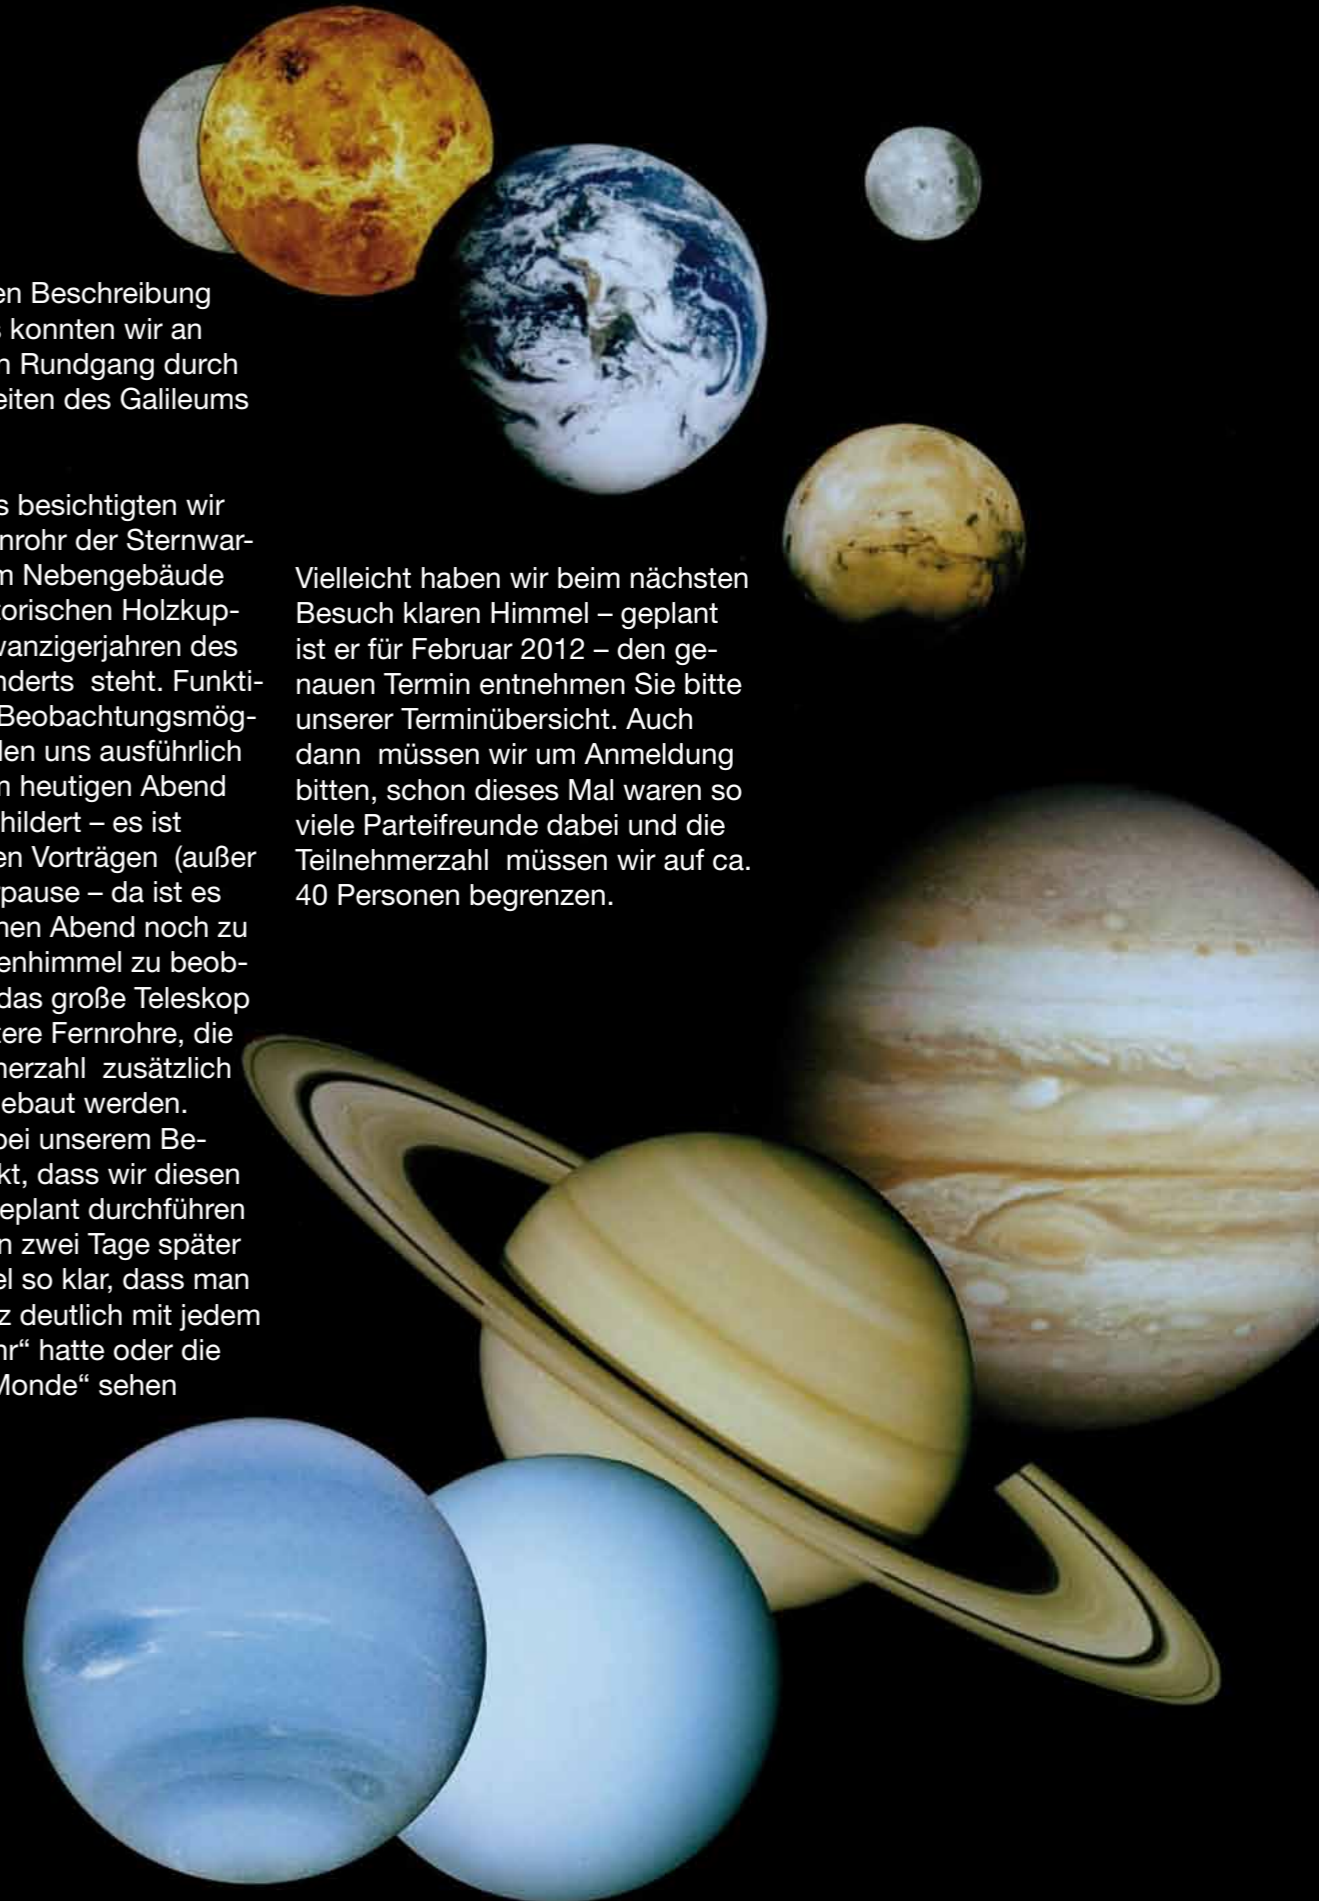 en Beschreibung
s konnten wir an
n Rundgang durch
eiten des Galileums
s besichtigten wir
nrohr der Sternwar-
m Nebengebäude
torischen Holzkup-
wanzigerjahren des
nderts steht. Funkti-
Beobachtungsmög-
den uns ausführlich
m heutigen Abend
hildert – es ist
en Vorträgen (außer
rpause – da ist es
hen Abend noch zu
enhimmel zu beob-
das große Teleskop
tere Fernrohre, die
nerzahl zusätzlich
ebaut werden.
bei unserem Be-
kt, dass wir diesen
eplant durchführen
n zwei Tage später
el so klar, dass man
z deutlich mit jedem
hr“ hatte oder die
Monde“ sehen
Vielleicht haben wir beim nächsten
Besuch klaren Himmel – geplant
ist er für Februar 2012 – den ge-
nauen Termin entnehmen Sie bitte
unserer Terminübersicht. Auch
dann müssen wir um Anmeldung
bitten, schon dieses Mal waren so
viele Parteifreunde dabei und die
Teilnehmerzahl müssen wir auf ca.
40 Personen begrenzen.